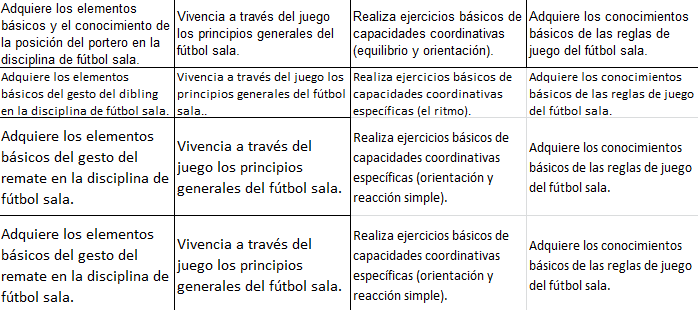 Adquiere los elementos
básicos y el conocimiento de
la posición del portero en la
disciplina de fútbol sala.
Vivencia a través del juego
los principios generales del
fútbol sala.
Realiza ejercicios básicos de
capacidades coordinativas
(equilibrio y orientación).
Adquiere los conocimientos
básicos de las reglas de
juego del fútbol sala.
Adquiere los elementos
básicos del gesto del dibling
en la disciplina de fútbol sala.
Vivencia a través del juego los
principios generales del fútbol
sala..
Realiza ejercicios básicos de
capacidades coordinativas
específicas (el ritmo).
Adquiere los conocimientos
básicos de las reglas de juego
del fútbol sala.
Adquiere los elementos
básicos del gesto del
remate en la disciplina de
fútbol sala.
Vivencia a través del
juego los principios
generales del fútbol sala.
Realiza ejercicios básicos de
capacidades coordinativas
específicas (orientación y
reacción simple).
Adquiere los conocimientos
básicos de las reglas de juego
del fútbol sala.
Adquiere los elementos
básicos del gesto del
remate en la disciplina de
fútbol sala.
Vivencia a través del
juego los principios
generales del fútbol sala.
Realiza ejercicios básicos de
capacidades coordinativas
específicas (orientación y
reacción simple).
Adquiere los conocimientos
básicos de las reglas de juego
del fútbol sala.